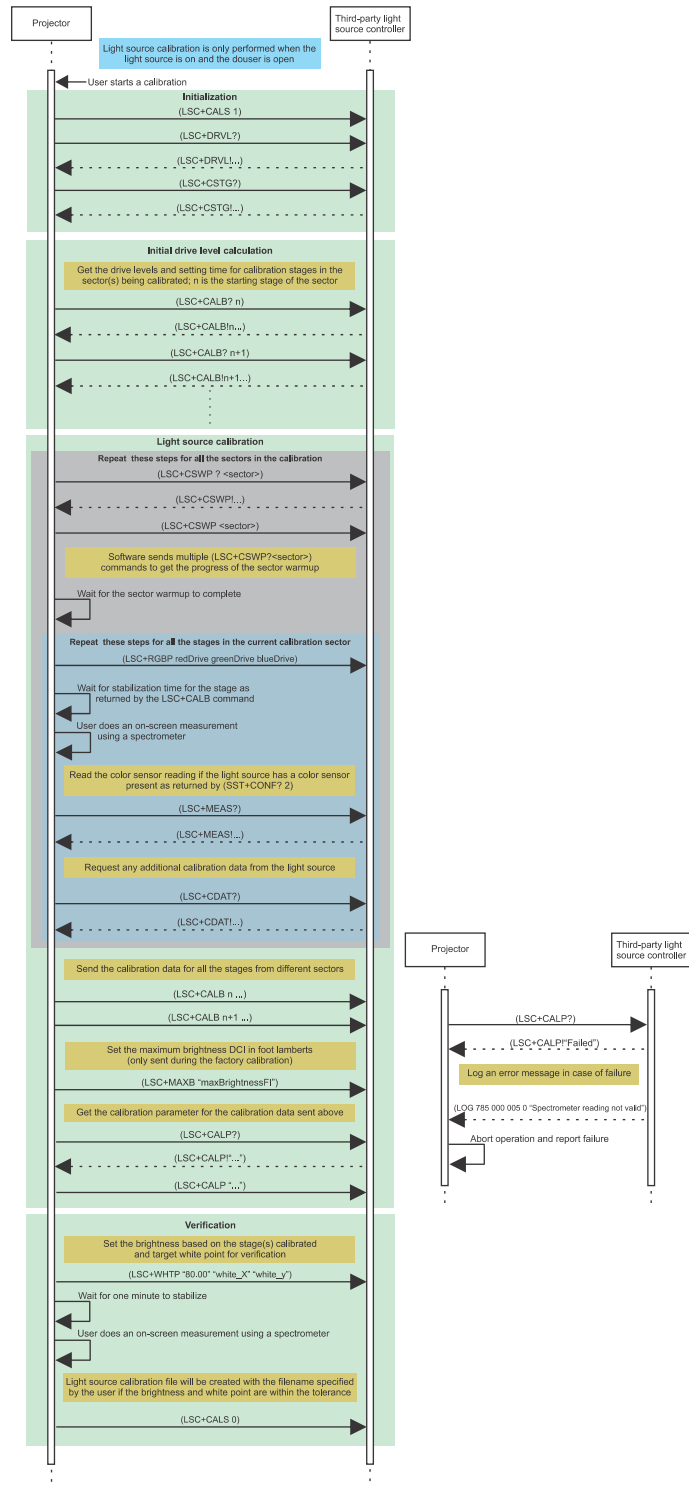 Projector
Third-party light
source controller
Light source calibration is only performed when the
light source is on and the douser is open
User starts a calibration
Initialization
(LSC+CALS 1)
(LSC+DRVL?)
(LSC+DRVL!...)
(LSC+CSTG?)
(LSC+CSTG!...)
Initial drive level calculation
Get the drive levels and setting time for calibration stages in the
sector(s) being calibrated; n is the starting stage of the sector
(LSC+CALB? n)
(LSC+CALB!n...)
(LSC+CALB? n+1)
(LSC+CALB!n+1...)
Light source calibration
Repeat these steps for all the sectors in the calibration
(LSC+CSWP ? <sector>)
(LSC+CSWP!...)
(LSC+CSWP <sector>)
Software sends multiple (LSC+CSWP?<sector>)
commands to get the progress of the sector warmup
Wait for the sector warmup to complete
Repeat these steps for all the stages in the current calibration sector
(LSC+RGBP redDrive greenDrive blueDrive)
Wait for stabilization time for the stage as
returned by the LSC+CALB command
User does an on-screen measurement
using a spectrometer
Read the color sensor reading if the light source has a color sensor
present as returned by (SST+CONF? 2)
(LSC+MEAS?)
(LSC+MEAS!...)
Request any additional calibration data from the light source
(LSC+CDAT?)
(LSC+CDAT!...)
Send the calibration data for all the stages from different sectors
(LSC+CALB n ...)
(LSC+CALB n+1 ...)
Set the maximum brightness DCI in foot lamberts
(only sent during the factory calibration)
(LSC+MAXB “maxBrightnessFl”)
Get the calibration parameter for the calibration data sent above
(LSC+CALP?)
(LSC+CALP!“...”)
(LSC+CALP “...”)
Verification
Set the brightness based on the stage(s) calibrated
and target white point for verification
(LSC+WHTP “80.00” “white_X” “white_y”)
Wait for one minute to stabilize
User does an on-screen measurement using a spectrometer
Light source calibration file will be created with the filename specified
by the user if the brightness and white point are within the tolerance
(LSC+CALS 0)
Projector
Third-party light
source controller
(LSC+CALP?)
(LSC+CALP!“Failed”)
Log an error message in case of failure
(LOG 785 000 005 0 “Spectrometer reading not valid”)
Abort operation and report failure